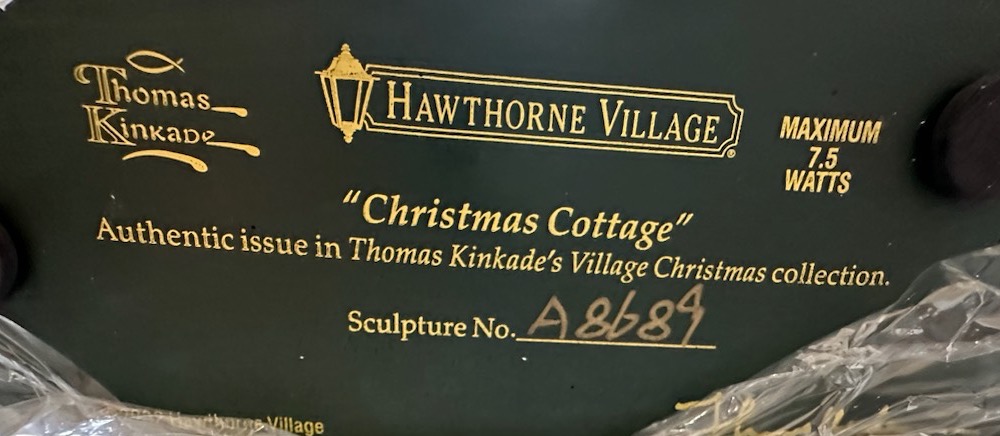 Thomas
Kinkade
HAWTHORNE VILLAGE®
MAXIMUM
7.5
WATTS
"Christmas Cottage"
Authentic issue in Thomas Kinkade's Village Christmas collection.
Sculpture No. A8689
Hawthorne Village